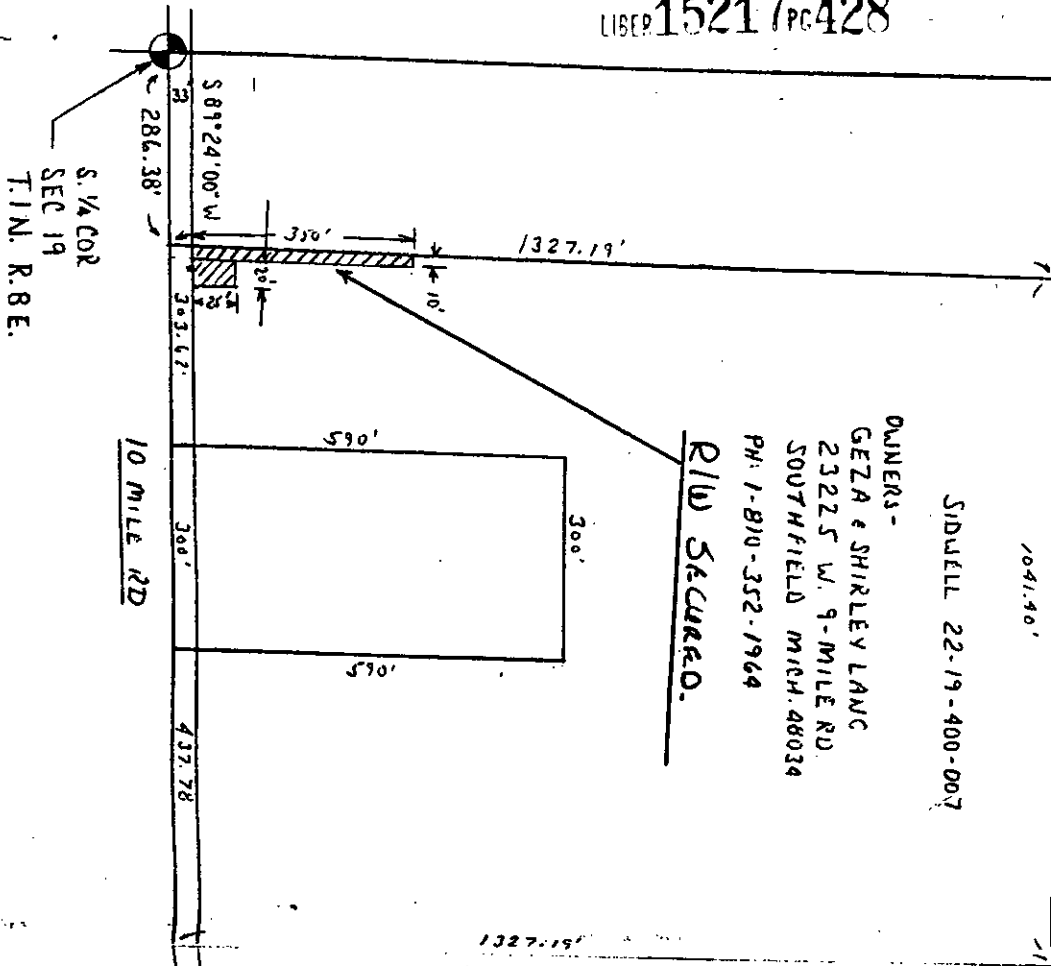 LIBER 15217 PG 428
1041.40'
SIDWELL 22-19-400-007
OWNERS-
GEZA & SHIRLEY LANG
23225 W. 9-MILE RD.
SOUTHFIELD MICH. 48034
PH: 1-810-352-1964
R/W SECURED.
1327.19'
350'
10'
20'
25'
33'
S 89°24'00" W
286.38'
303.67'
590'
300'
590'
300'
437.78
1327.19'
10 MILE RD
S. 1/4 COR
SEC 19
T.1N. R.8E.